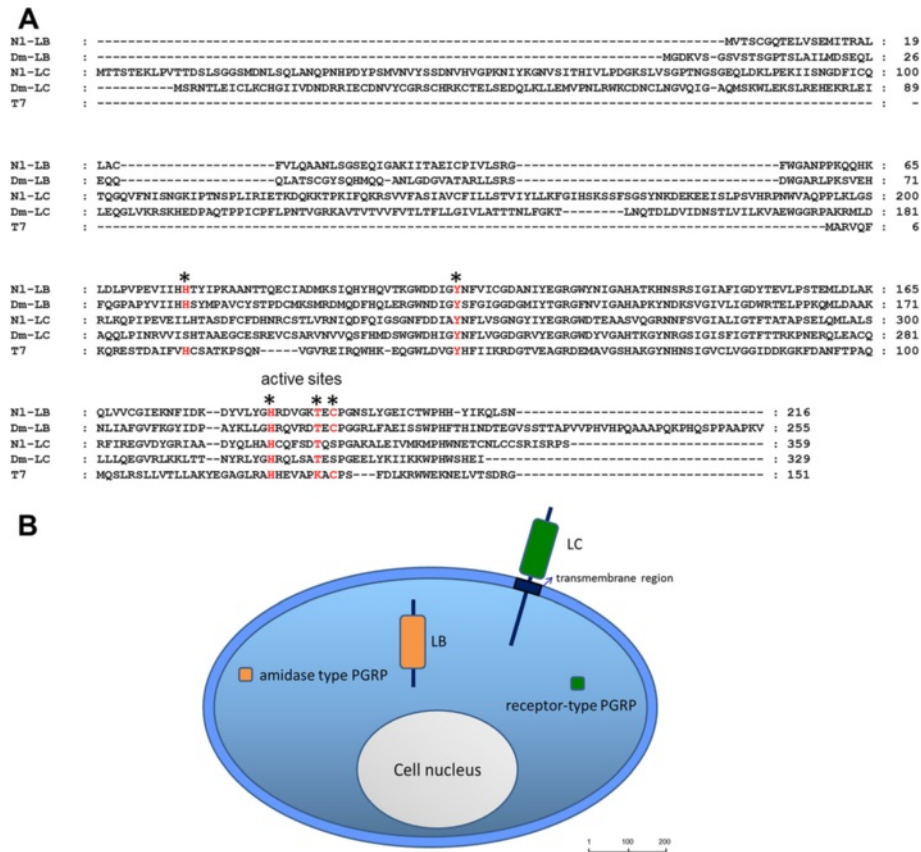 A
Nl-LB : ------------------------------------------------------------------------------------MVTSCGQTELVSEMITRAL : 19
Dm-LB : ----------------------------------------------------------------------------MGDKVS-GSVSTSGPTSLAILMDSEQL : 26
Nl-LC : MTTSTEKLPVTTDSLSGGSMDNLSQLANQPNHPDYPSMVNVYSSDNVHVGPKNIYKGNVSITHIVLPDGKSLVSGPTNGSGEQLDKLPEKIISNGDFICQ : 100
Dm-LC : ----------MSRNTLEICLKCHGIIVDNDRRIECDNVYCGRSCHRKCTELSEDQLKLLEMVPNLRWKCDNCLNGVQIG-AQMSKWLEKSLREHEKRLEI : 89
T7 : ---------------------------------------------------------------------------------------------------- : -
Nl-LB : LAC--------------------FVLQAANLSGSEQIGAKIITAEICPIVLSRG----------------------------------FWGANPPKQQHK : 65
Dm-LB : EQQ--------------------QLATSCGYSQHMQQ-ANLGDGVATARLLSRS----------------------------------DWGARLPKSVEH : 71
Nl-LC : TQGQVFNISNGKIPTNSPLIRIETKDQKKTPKIFQKRSVVFASIAVCFILLSTVIYLLKFGIHSKSSFSGSYNKDEKEEISLPSVHRPNWVAQPPLKLGS : 200
Dm-LC : LEQGLVKRSKHEDPAQTPPICPFLPNTVGRKAVTVTVVFVTLTFLLGIVLATTTNLFGKT--------LNQTDLDVIDNSTLVILKVAEWGGRPAKRMLD : 181
T7 : ----------------------------------------------------------------------------------------------MARVQF : 6
* *
Nl-LB : LDLPVPEVIIHHTYIPKAANTTQECIADMKSIQHYHQVTKGWDDIGYNFVICGDANIYEGRGWYNIGAHATKHNSRSIGIAFIGDYTEVLPSTEMLDLAK : 165
Dm-LB : FQGPAPYVIIHHSYMPAVCYSTPDCMKSMRDMQDFHQLERGWNDIGYSFGIGGDGMIYTGRGFNVIGAHAPKYNDKSVGIVLIGDWRTELPPKQMLDAAK : 171
Nl-LC : RLKQPIPEVEILHTASDFCFDHNRCSTLVRNIQDFQIGSGNFDDIAYNFLVSGNGYIYEGRGWDTEAASVQGRNNFSVGIALIGTFTATAPSELQMLALS : 300
Dm-LC : AQQLPINRVVISHTAAEGCESREVCSARVNVVQSFHMDSWGWDHIGYNFLVGGDGRVYEGRGWDYVGAHTKGYNRGSIGISFIGTFTTRKPNERQLEACQ : 281
T7 : KQRESTDAIFVHCSATKPSQN-----VGVREIRQWHK-EQGWLDVGYHFIIKRDGTVEAGRDEMAVGSHAKGYNHNSIGVCLVGGIDDKGKFDANFTPAQ : 100
active sites
* * *
Nl-LB : QLVVCGIEKNFIDK--DYVLYGHRDVGKTECPGNSLYGEICTWPHH-YIKQLSN-------------------------------- : 216
Dm-LB : NLIAFGVFKGYIDP--AYKLLGHRQVRDTECPGGRLFAEISSWPHFTHINDTEGVSSTTAPVVPHVHPQAAAPQKPHQSPPAAPKV : 255
Nl-LC : RFIREGVDYGRIAA--DYQLHAHCQFSDTQSPGAKALEIVMKMPHWNETCNLCCSRISRPS------------------------- : 359
Dm-LC : LLLQEGVRLKKLTT--NYRLYGHRQLSATESPGEELYKIIKKWPHWSHEI------------------------------------ : 329
T7 : MQSLRSLLVTLLAKYEGAGLRAHHEVAPKACPS---FDLKRWWEKNELVTSDRG-------------------------------- : 151
B
LC
transmembrane region
LB
amidase type PGRP
receptor-type PGRP
Cell nucleus
1 100 200